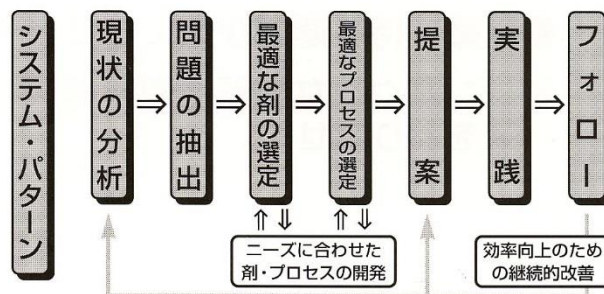 システム・パターン
現状の分析
問題の抽出
最適な剤の選定
最適なプロセスの選定
提案
実践
フォロー
ニーズに合わせた
剤・プロセスの開発
効率向上のため
の継続的改善